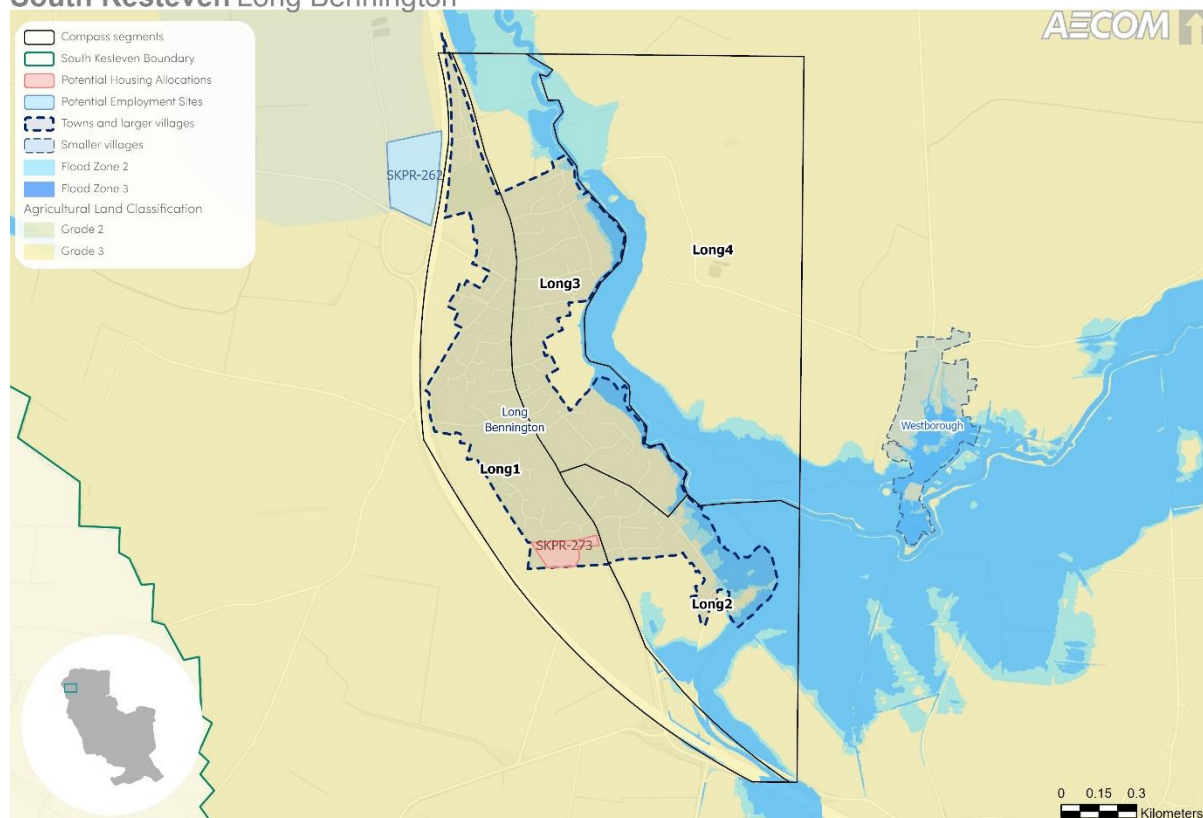 South Kesteven Long Bennington
AECOM
Compass segments
South Kesteven Boundary
Potential Housing Allocations
Potential Employment Sites
Towns and larger villages
Smaller villages
Flood Zone 2
Flood Zone 3
Agricultural Land Classification
Grade 2
Grade 3
SKPR-262
Long4
Long3
Long
Bennington
Westborough
Long1
SKPR-273
Long2
0 0.15 0.3
Kilometers